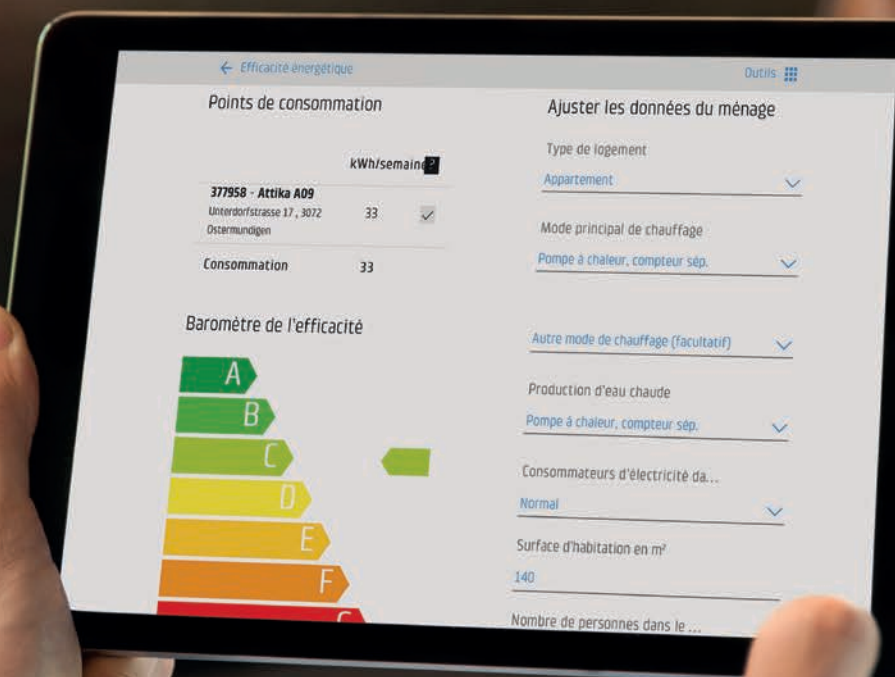 ← Efficacité énergétique
Outils
Points de consommation
kWh/semaine ?
377958 - Attika A09
Unterdorfstrasse 17 , 3072
Ostermundigen
33
Consommation
33
Baromètre de l'efficacité
A
B
C
D
E
F
G
Ajuster les données du ménage
Type de logement
Appartement
Mode principal de chauffage
Pompe à chaleur, compteur sép.
Autre mode de chauffage (facultatif)
Production d'eau chaude
Pompe à chaleur, compteur sép.
Consommateurs d'électricité da...
Normal
Surface d'habitation en m²
140
Nombre de personnes dans le ...